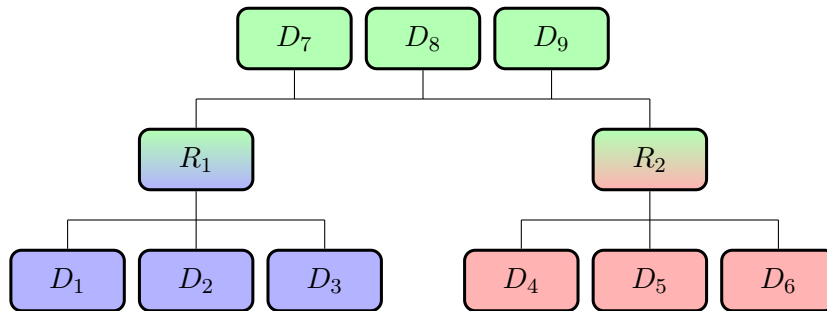 D₇ D₈ D₉
R₁ R₂
D₁ D₂ D₃ D₄ D₅ D₆